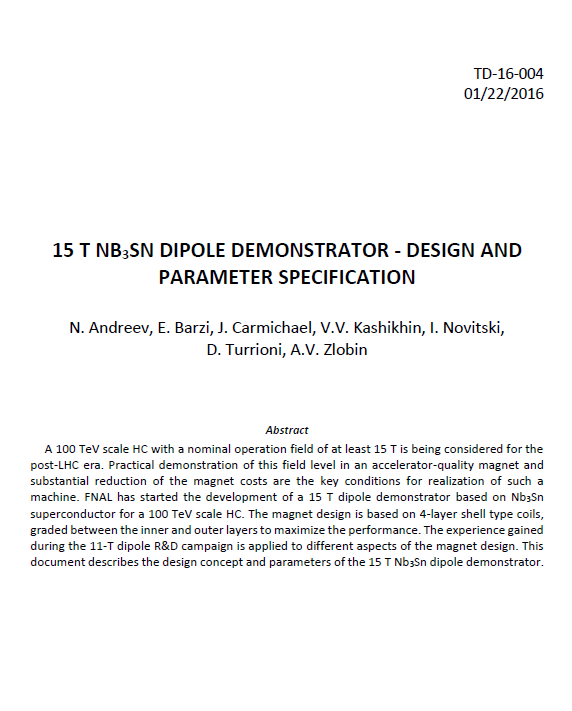 TD-16-004
01/22/2016
15 T NB₃SN DIPOLE DEMONSTRATOR - DESIGN AND
PARAMETER SPECIFICATION
N. Andreev, E. Barzi, J. Carmichael, V.V. Kashikhin, I. Novitski,
D. Turrioni, A.V. Zlobin
Abstract
A 100 TeV scale HC with a nominal operation field of at least 15 T is being considered for the
post-LHC era. Practical demonstration of this field level in an accelerator-quality magnet and
substantial reduction of the magnet costs are the key conditions for realization of such a
machine. FNAL has started the development of a 15 T dipole demonstrator based on Nb₃Sn
superconductor for a 100 TeV scale HC. The magnet design is based on 4-layer shell type coils,
graded between the inner and outer layers to maximize the performance. The experience gained
during the 11-T dipole R&D campaign is applied to different aspects of the magnet design. This
document describes the design concept and parameters of the 15 T Nb₃Sn dipole demonstrator.